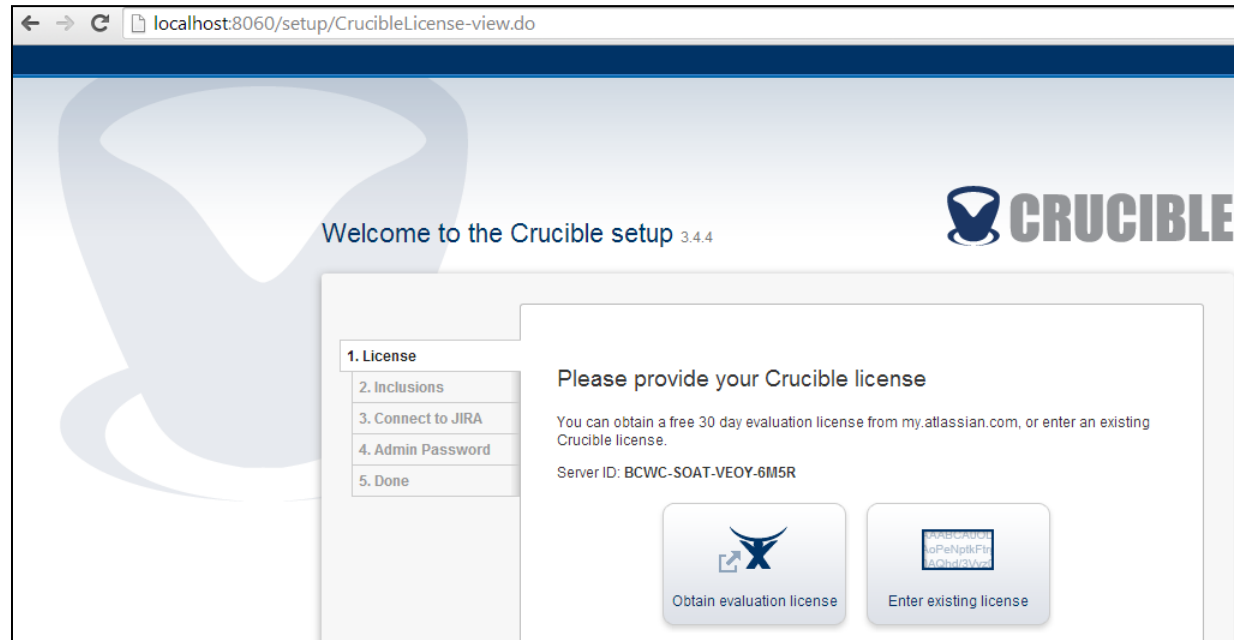 localhost:8060/setup/CrucibleLicense-view.do
Welcome to the Crucible setup 3.4.4
CRUCIBLE
1. License
2. Inclusions
3. Connect to JIRA
4. Admin Password
5. Done
Please provide your Crucible license
You can obtain a free 30 day evaluation license from my.atlassian.com, or enter an existing
Crucible license.
Server ID: BCWC-SOAT-VEOY-6M5R
Obtain evaluation license
Enter existing license